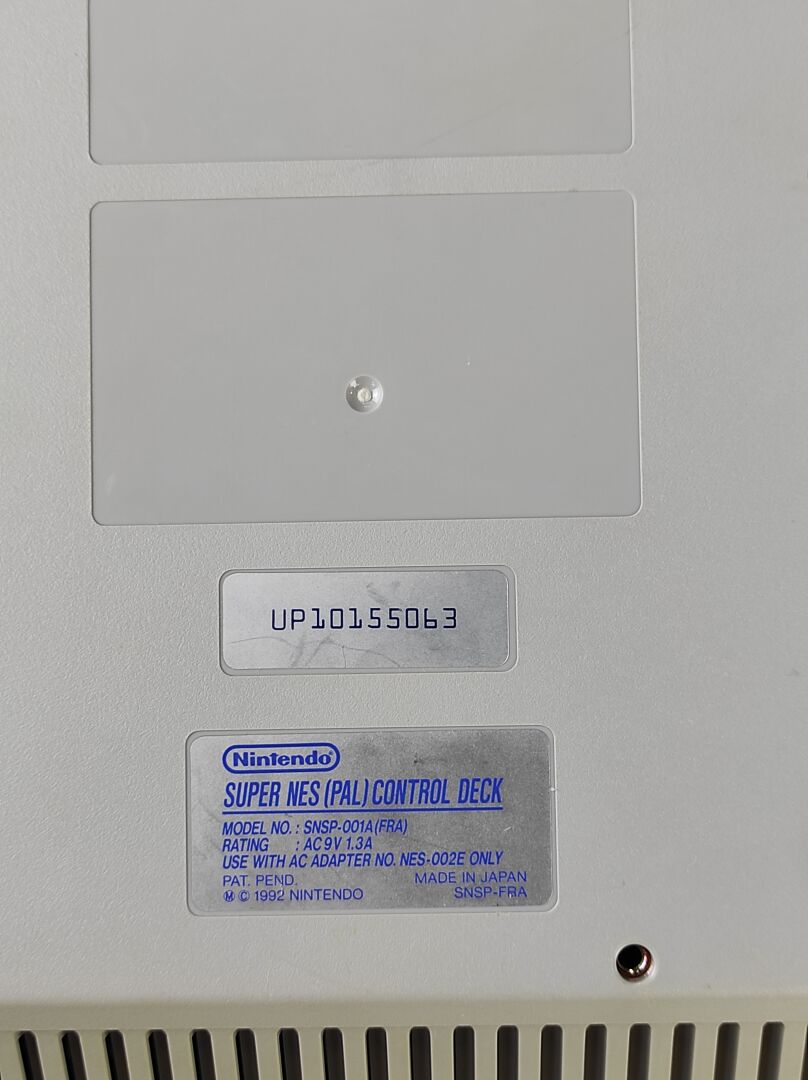 UP10155063
Nintendo®
SUPER NES (PAL) CONTROL DECK
MODEL NO. : SNSP-001A (FRA)
RATING : AC 9V 1.3A
USE WITH AC ADAPTER NO. NES-002E ONLY
PAT. PEND. MADE IN JAPAN
Ⓜ © 1992 NINTENDO SNSP-FRA